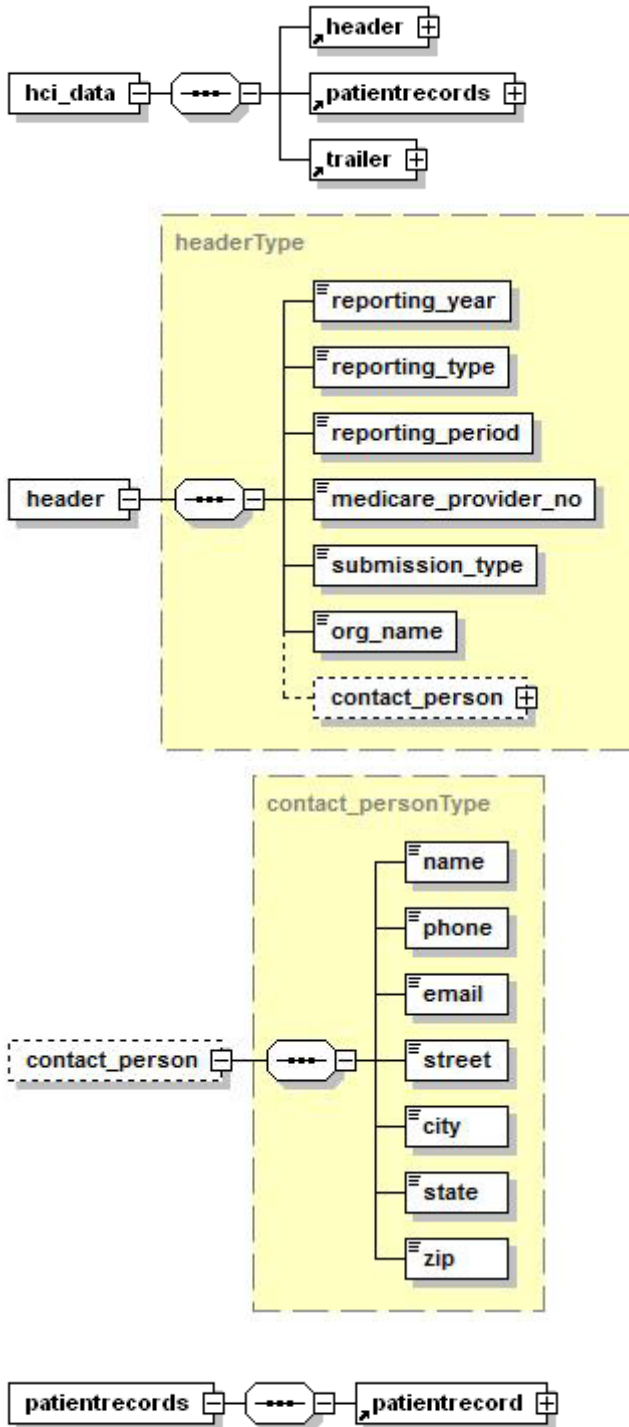 header
hci_data
patientrecords
trailer
headerType
reporting_year
reporting_type
reporting_period
header
medicare_provider_no
submission_type
org_name
contact_person
contact_personType
name
phone
email
contact_person
street
city
state
zip
patientrecords
patientrecord